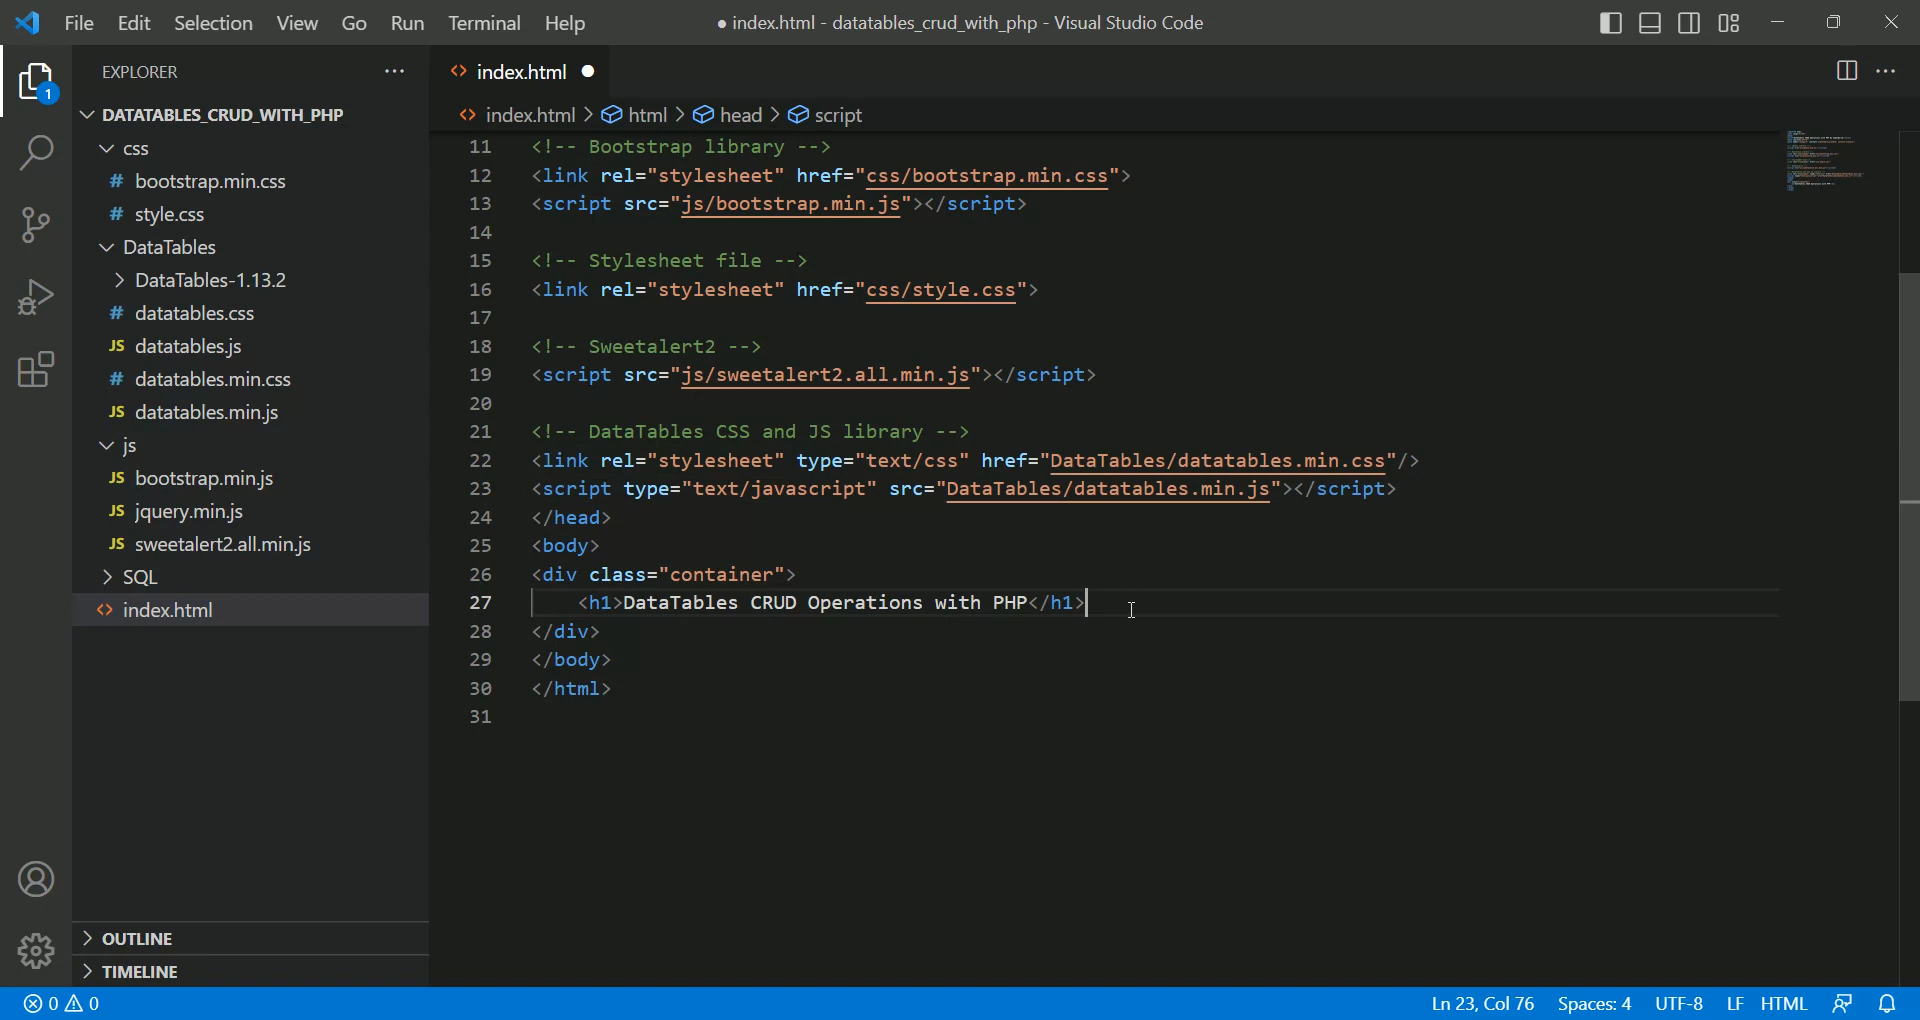 File Edit Selection View Go Run Terminal Help
● index.html - datatables_crud_with_php - Visual Studio Code
EXPLORER
1
DATATABLES_CRUD_WITH_PHP
css
# bootstrap.min.css
# style.css
DataTables
DataTables-1.13.2
# datatables.css
JS datatables.js
# datatables.min.css
JS datatables.min.js
js
JS bootstrap.min.js
JS jquery.min.js
JS sweetalert2.all.min.js
SQL
<> index.html
OUTLINE
TIMELINE
<> index.html ●
<> index.html > html > head > script
11 <!-- Bootstrap library -->
12 <link rel="stylesheet" href="css/bootstrap.min.css">
13 <script src="js/bootstrap.min.js"></script>
14
15 <!-- Stylesheet file -->
16 <link rel="stylesheet" href="css/style.css">
17
18 <!-- Sweetalert2 -->
19 <script src="js/sweetalert2.all.min.js"></script>
20
21 <!-- DataTables CSS and JS library -->
22 <link rel="stylesheet" type="text/css" href="DataTables/datatables.min.css"/>
23 <script type="text/javascript" src="DataTables/datatables.min.js"></script>
24 </head>
25 <body>
26 <div class="container">
27 <h1>DataTables CRUD Operations with PHP</h1>
28 </div>
29 </body>
30 </html>
31
0 0
Ln 23, Col 76 Spaces: 4 UTF-8 LF HTML